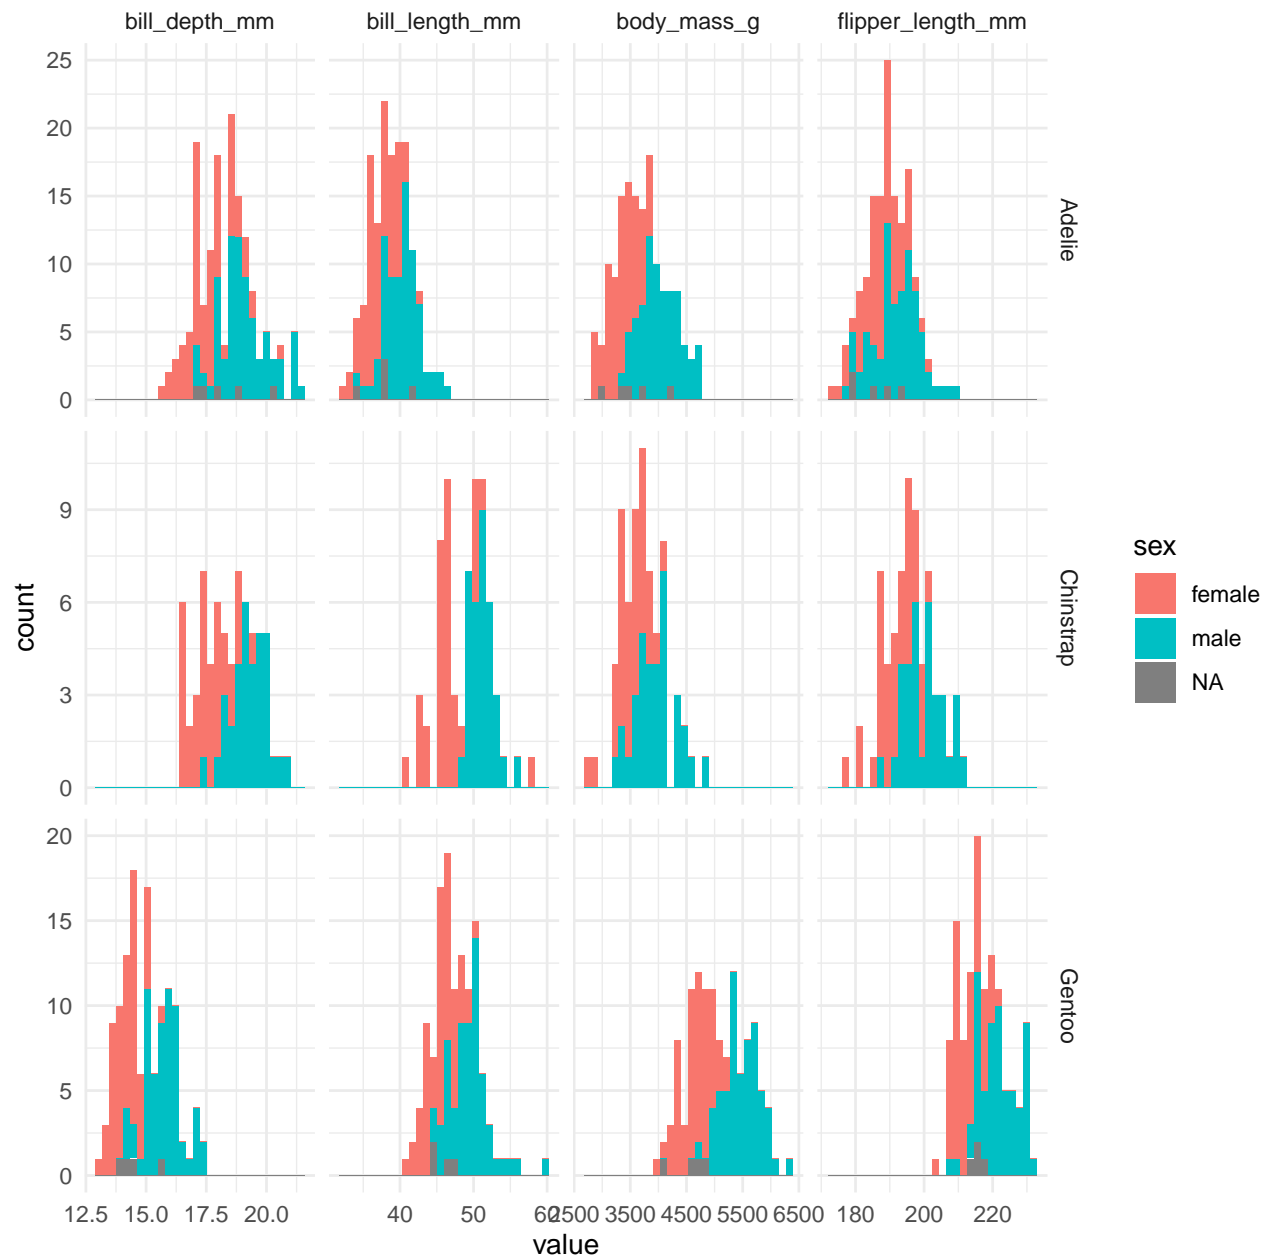 bill_depth_mm bill_length_mm body_mass_g flipper_length_mm
25
20
15
10
5
0
Adelie
9
6
3
0
Chinstrap
20
15
10
5
0
Gentoo
count
12.5 15.0 17.5 20.0 40 50 60 2500 3500 4500 5500 6500 180 200 220
value
sex
female
male
NA